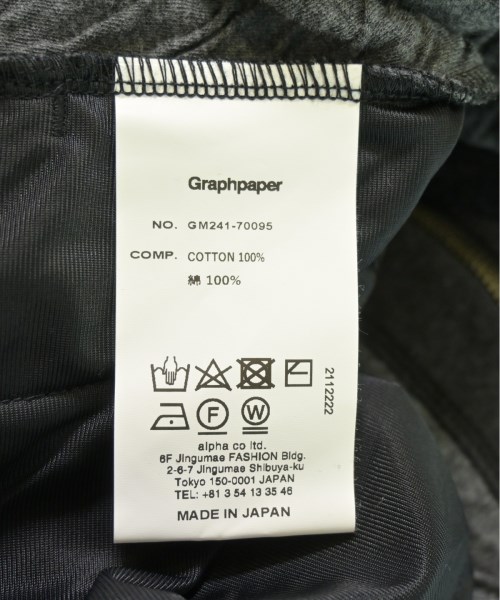 Graphpaper
NO. GM241-70095
COMP. COTTON 100%
綿 100%
2112222
F W
alpha co ltd.
6F Jingumae FASHION Bldg.
2-6-7 Jingumae Shibuya-ku
Tokyo 150-0001 JAPAN
TEL: +81 3 54 13 35 46
MADE IN JAPAN